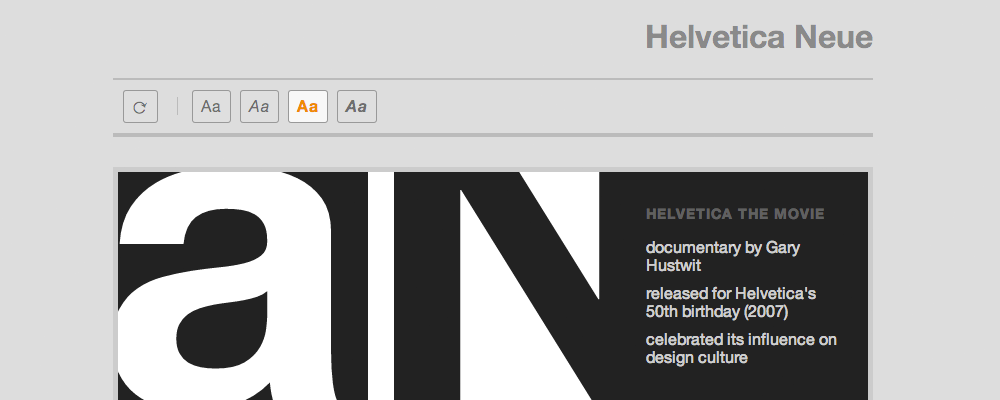 Helvetica Neue
Aa Aa Aa Aa
a N
HELVETICA THE MOVIE
documentary by Gary
Hustwit
released for Helvetica's
50th birthday (2007)
celebrated its influence on
design culture